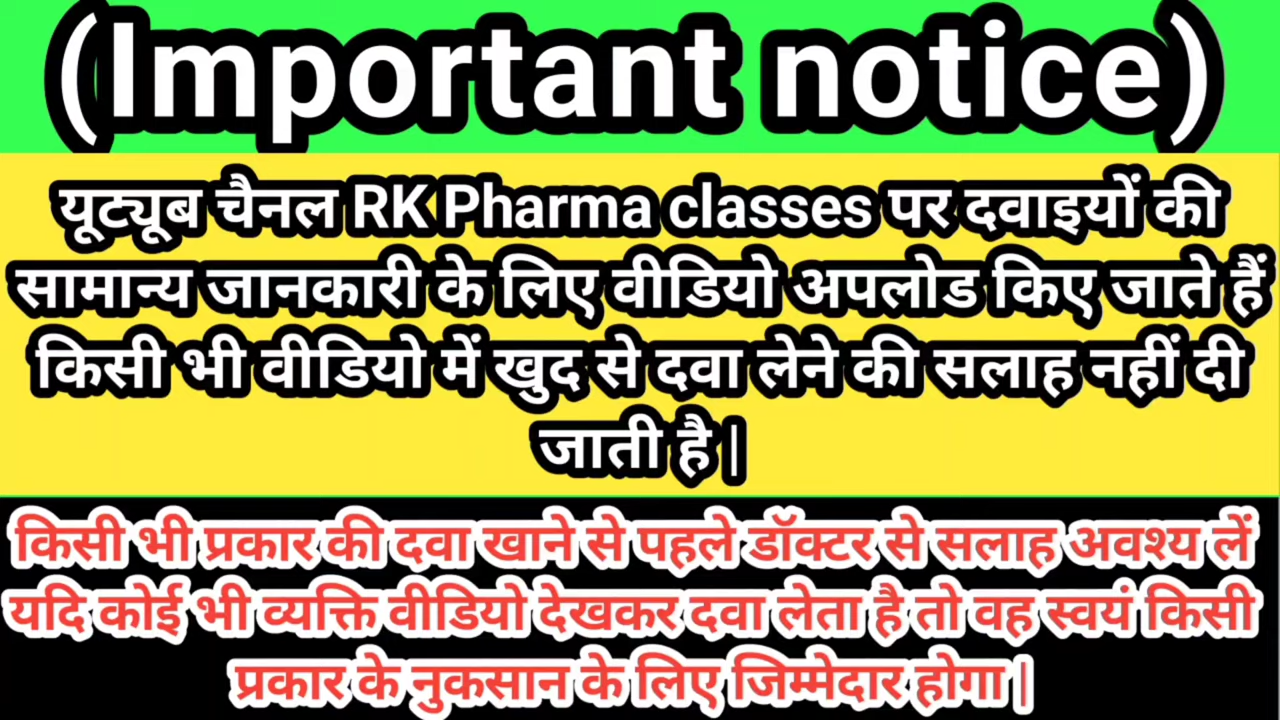 (Important notice)
यूट्यूब चैनल RK Pharma classes पर दवाइयों की
सामान्य जानकारी के लिए वीडियो अपलोड किए जाते हैं
किसी भी वीडियो में खुद से दवा लेने की सलाह नहीं दी
जाती है |
किसी भी प्रकार की दवा खाने से पहले डॉक्टर से सलाह अवश्य लें
यदि कोई भी व्यक्ति वीडियो देखकर दवा लेता है तो वह स्वयं किसी
प्रकार के नुकसान के लिए जिम्मेदार होगा |